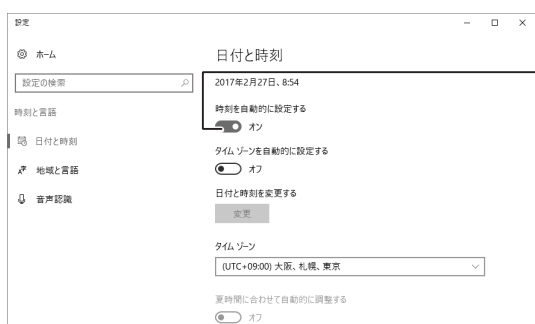 設定
ホーム
設定の検索
時刻と言語
日付と時刻
地域と言語
音声認識
日付と時刻
2017年2月27日、8:54
時刻を自動的に設定する
オン
タイム ゾーンを自動的に設定する
オフ
日付と時刻を変更する
変更
タイム ゾーン
(UTC+09:00) 大阪、札幌、東京
夏時間に合わせて自動的に調整する
オフ